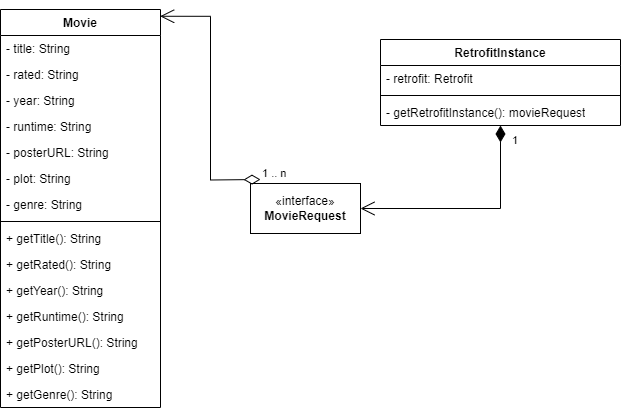 Movie
- title: String
- rated: String
- year: String
- runtime: String
- posterURL: String
- plot: String
- genre: String
+ getTitle(): String
+ getRated(): String
+ getYear(): String
+ getRuntime(): String
+ getPosterURL(): String
+ getPlot(): String
+ getGenre(): String
1 .. n
«interface»
MovieRequest
RetrofitInstance
- retrofit: Retrofit
- getRetrofitInstance(): movieRequest
1